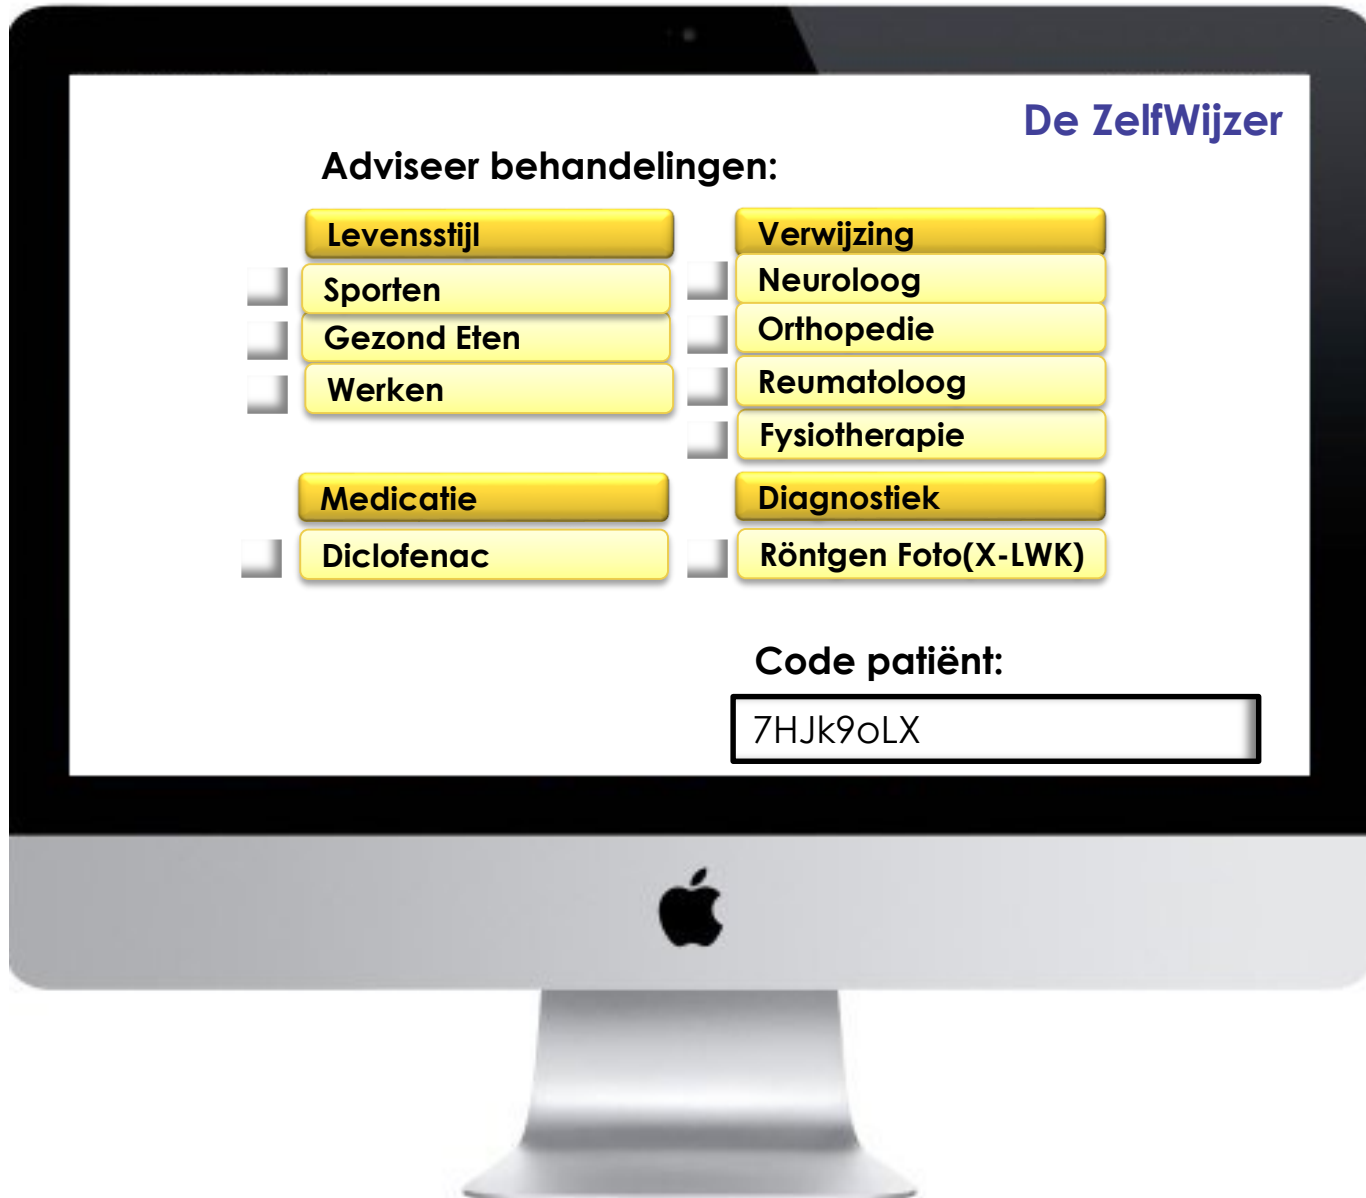 De ZelfWijzer
Adviseer behandelingen:
Levensstijl
Sporten
Gezond Eten
Werken
Verwijzing
Neuroloog
Orthopedie
Reumatoloog
Fysiotherapie
Medicatie
Diclofenac
Diagnostiek
Röntgen Foto(X-LWK)
Code patiënt:
7HJk9oLX